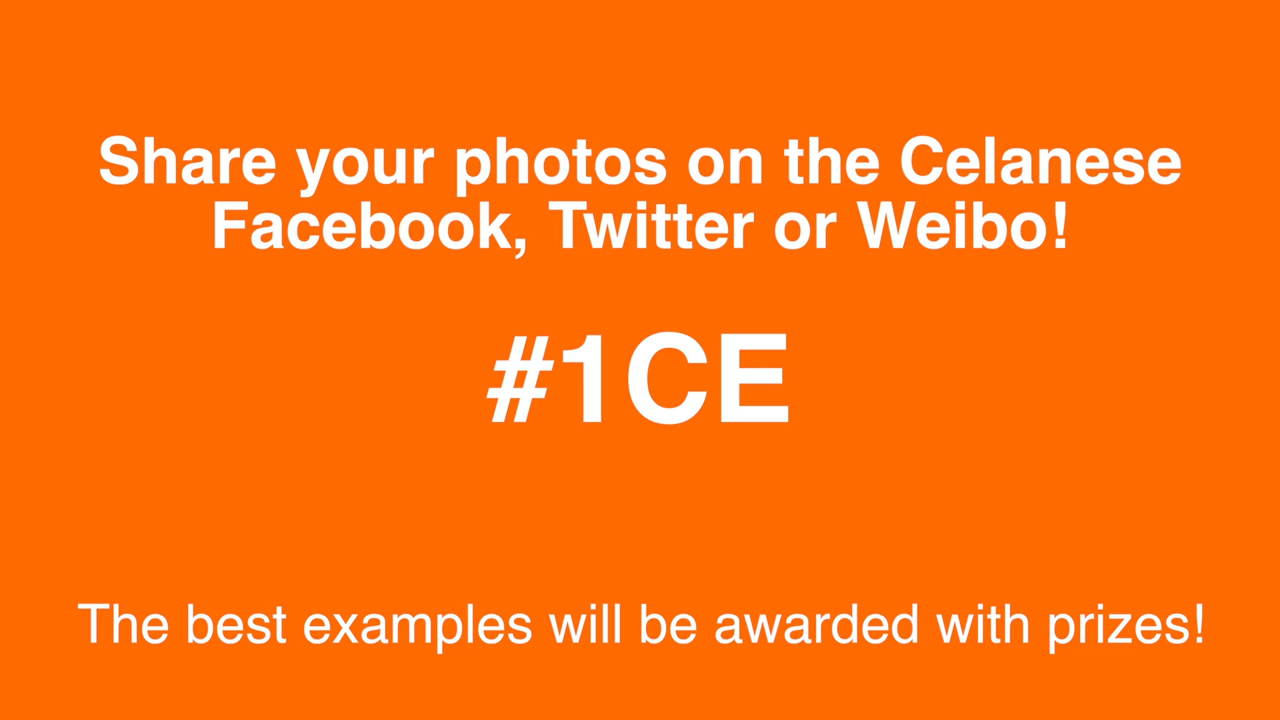 Share your photos on the Celanese
Facebook, Twitter or Weibo!
#1CE
The best examples will be awarded with prizes!